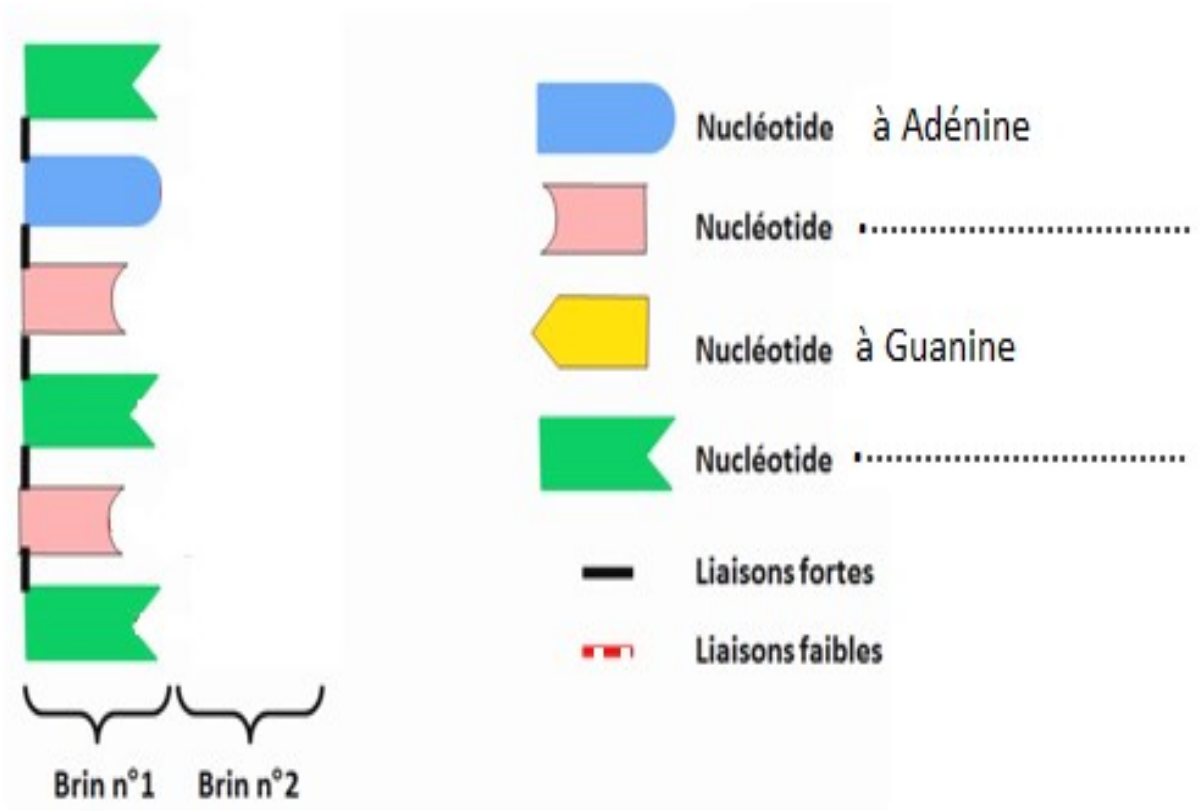 Nucléotide à Adénine
Nucléotide ........................................
Nucléotide à Guanine
Nucléotide ........................................
Liaisons fortes
Liaisons faibles
Brin n°1 Brin n°2